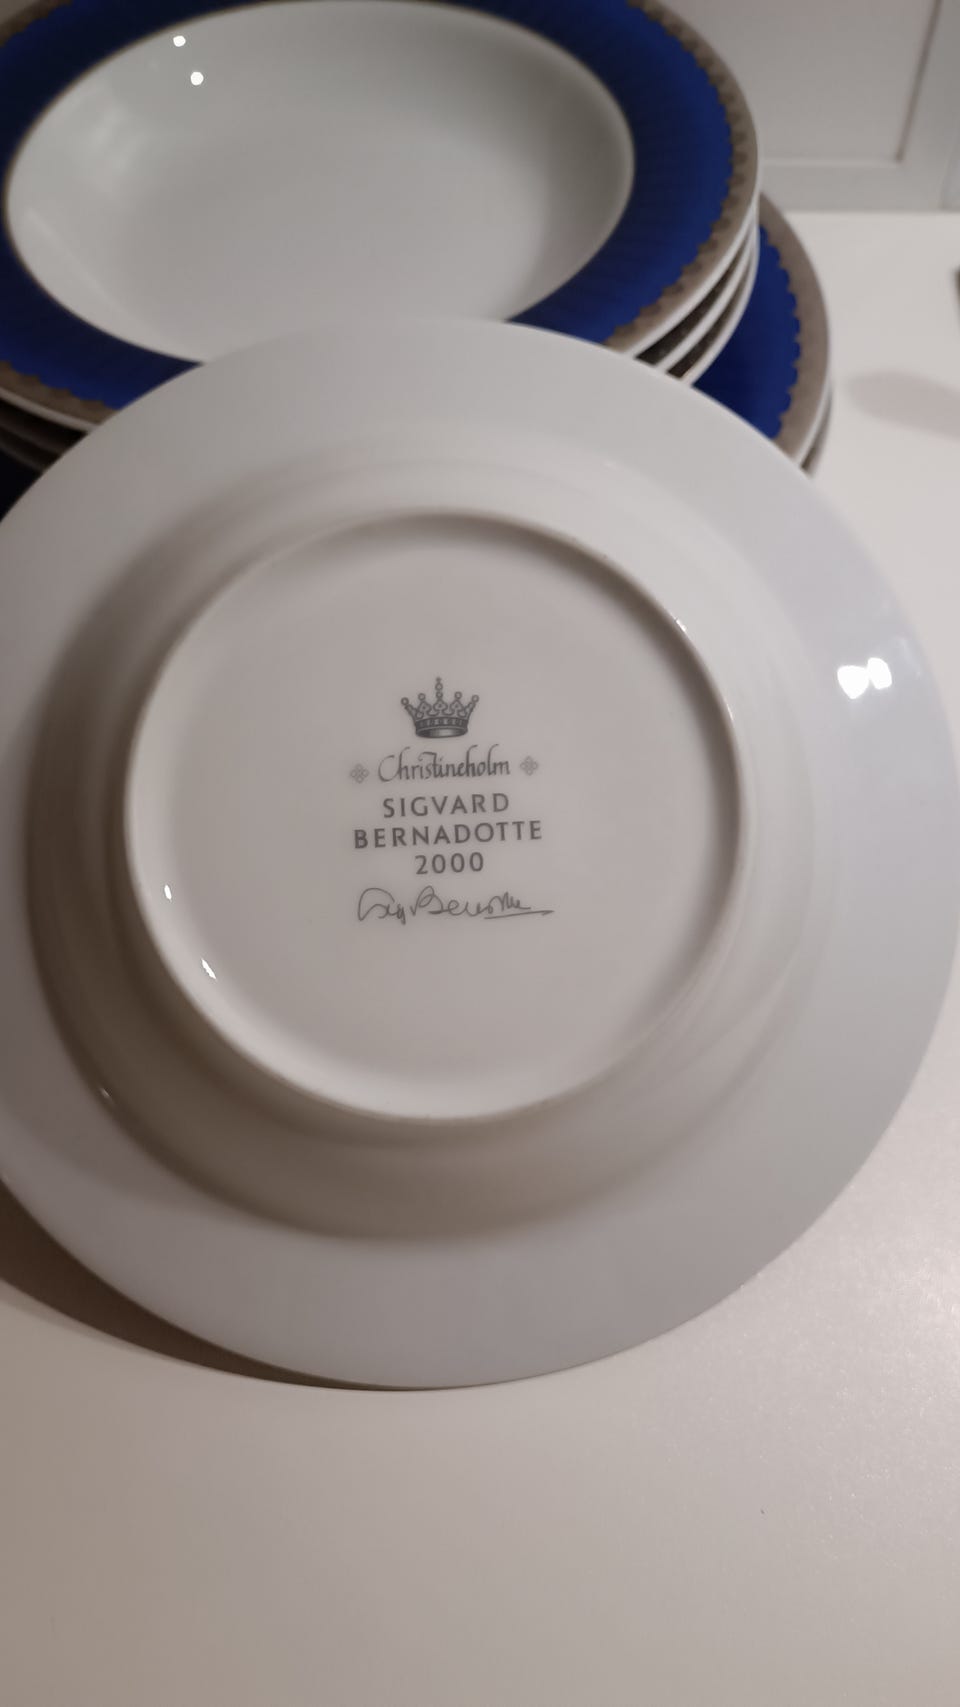 Christineholm
SIGVARD
BERNADOTTE
2000